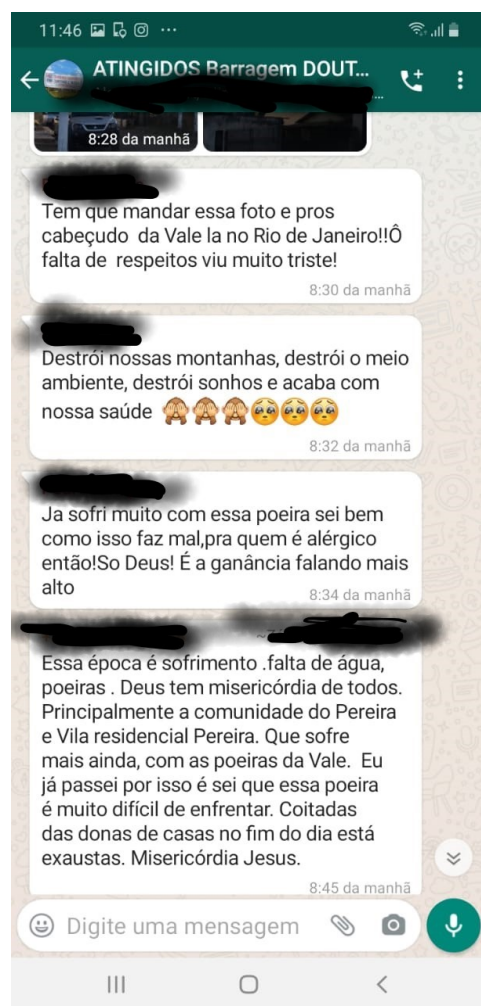 11:46
ATINGIDOS Barragem DOUT...
8:28 da manhã
Tem que mandar essa foto e pros
cabeçudo da Vale la no Rio de Janeiro!!Ô
falta de respeitos viu muito triste!
8:30 da manhã
Destrói nossas montanhas, destrói o meio
ambiente, destrói sonhos e acaba com
nossa saúde 🙈🙈🙈🥺🥺🥺
8:32 da manhã
Ja sofri muito com essa poeira sei bem
como isso faz mal,pra quem é alérgico
então!So Deus! É a ganância falando mais
alto
8:34 da manhã
Essa época é sofrimento .falta de água,
poeiras . Deus tem misericórdia de todos.
Principalmente a comunidade do Pereira
e Vila residencial Pereira. Que sofre
mais ainda, com as poeiras da Vale. Eu
já passei por isso é sei que essa poeira
é muito difícil de enfrentar. Coitadas
das donas de casas no fim do dia está
exaustas. Misericórdia Jesus.
8:45 da manhã
Digite uma mensagem